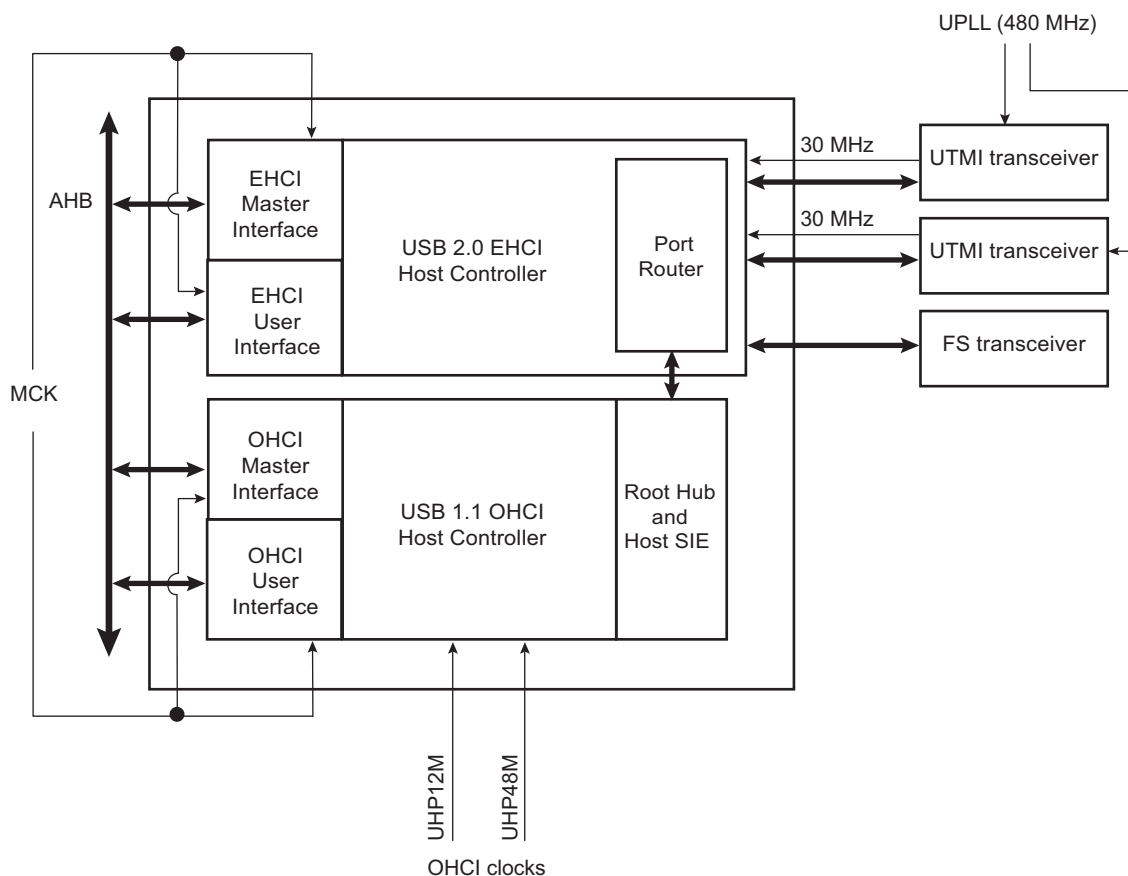 UPLL (480 MHz)
30 MHz
UTMI transceiver
AHB
EHCI
Master
Interface
USB 2.0 EHCI
Host Controller
Port
Router
30 MHz
UTMI transceiver
EHCI
User
Interface
FS transceiver
MCK
OHCI
Master
Interface
USB 1.1 OHCI
Host Controller
Root Hub
and
Host SIE
OHCI
User
Interface
UHP12M
UHP48M
OHCI clocks